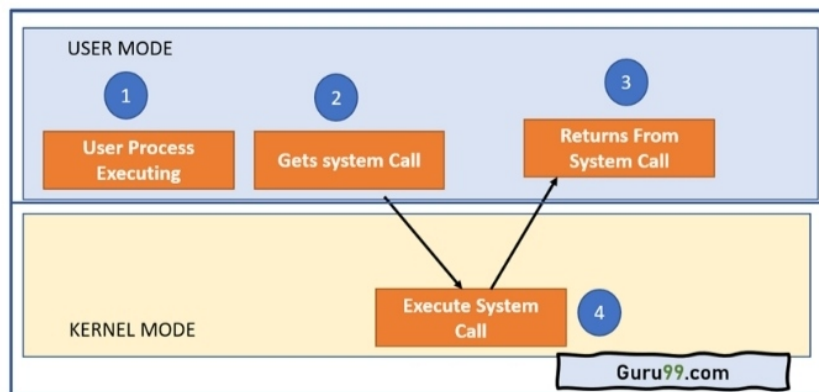 USER MODE
1
2
3
User Process
Executing
Gets system Call
Returns From
System Call
Execute System
Call
4
KERNEL MODE
Guru99.com